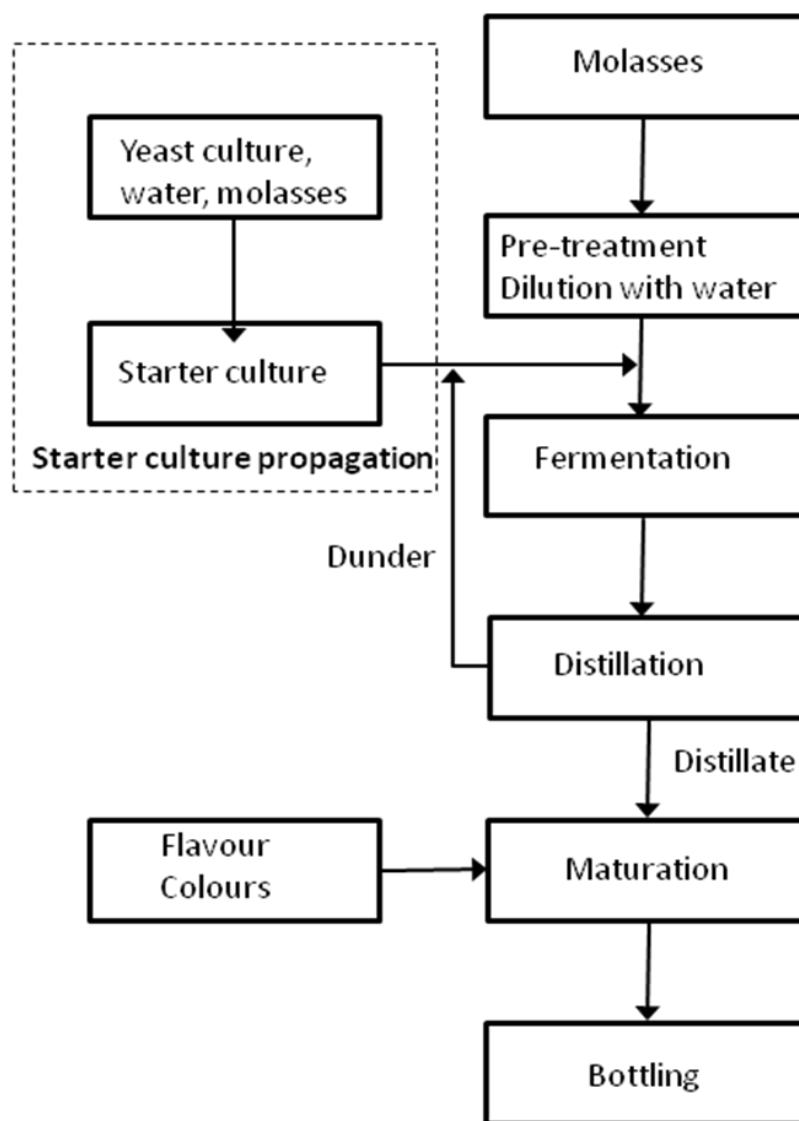 Molasses
Yeast culture,
water, molasses
Pre-treatment
Dilution with water
Starter culture
Starter culture propagation
Fermentation
Dunder
Distillation
Distillate
Flavour
Colours
Maturation
Bottling